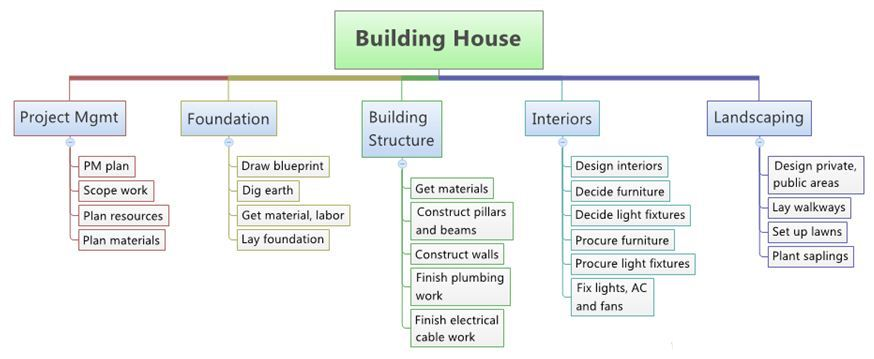 Building House
Project Mgmt
PM plan
Scope work
Plan resources
Plan materials
Foundation
Draw blueprint
Dig earth
Get material, labor
Lay foundation
Building
Structure
Get materials
Construct pillars
and beams
Construct walls
Finish plumbing
work
Finish electrical
cable work
Interiors
Design interiors
Decide furniture
Decide light fixtures
Procure furniture
Procure light fixtures
Fix lights, AC
and fans
Landscaping
Design private,
public areas
Lay walkways
Set up lawns
Plant saplings